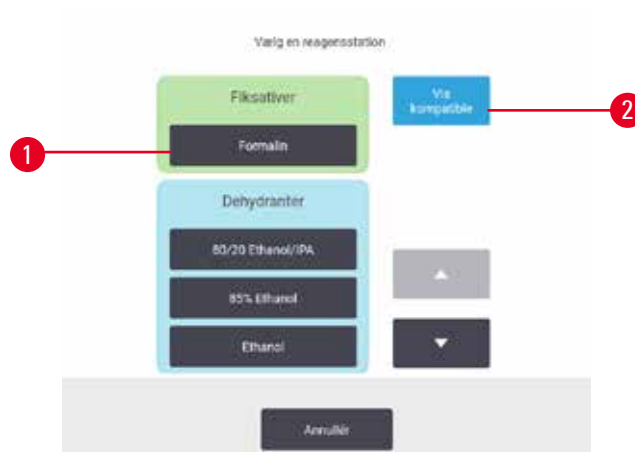 Vælg en reagensstation
Fiksativer
Vis
kompatible
Formalin
1
2
Dehydranter
80/20 Ethanol/IPA
85% Ethanol
Ethanol
Annullér